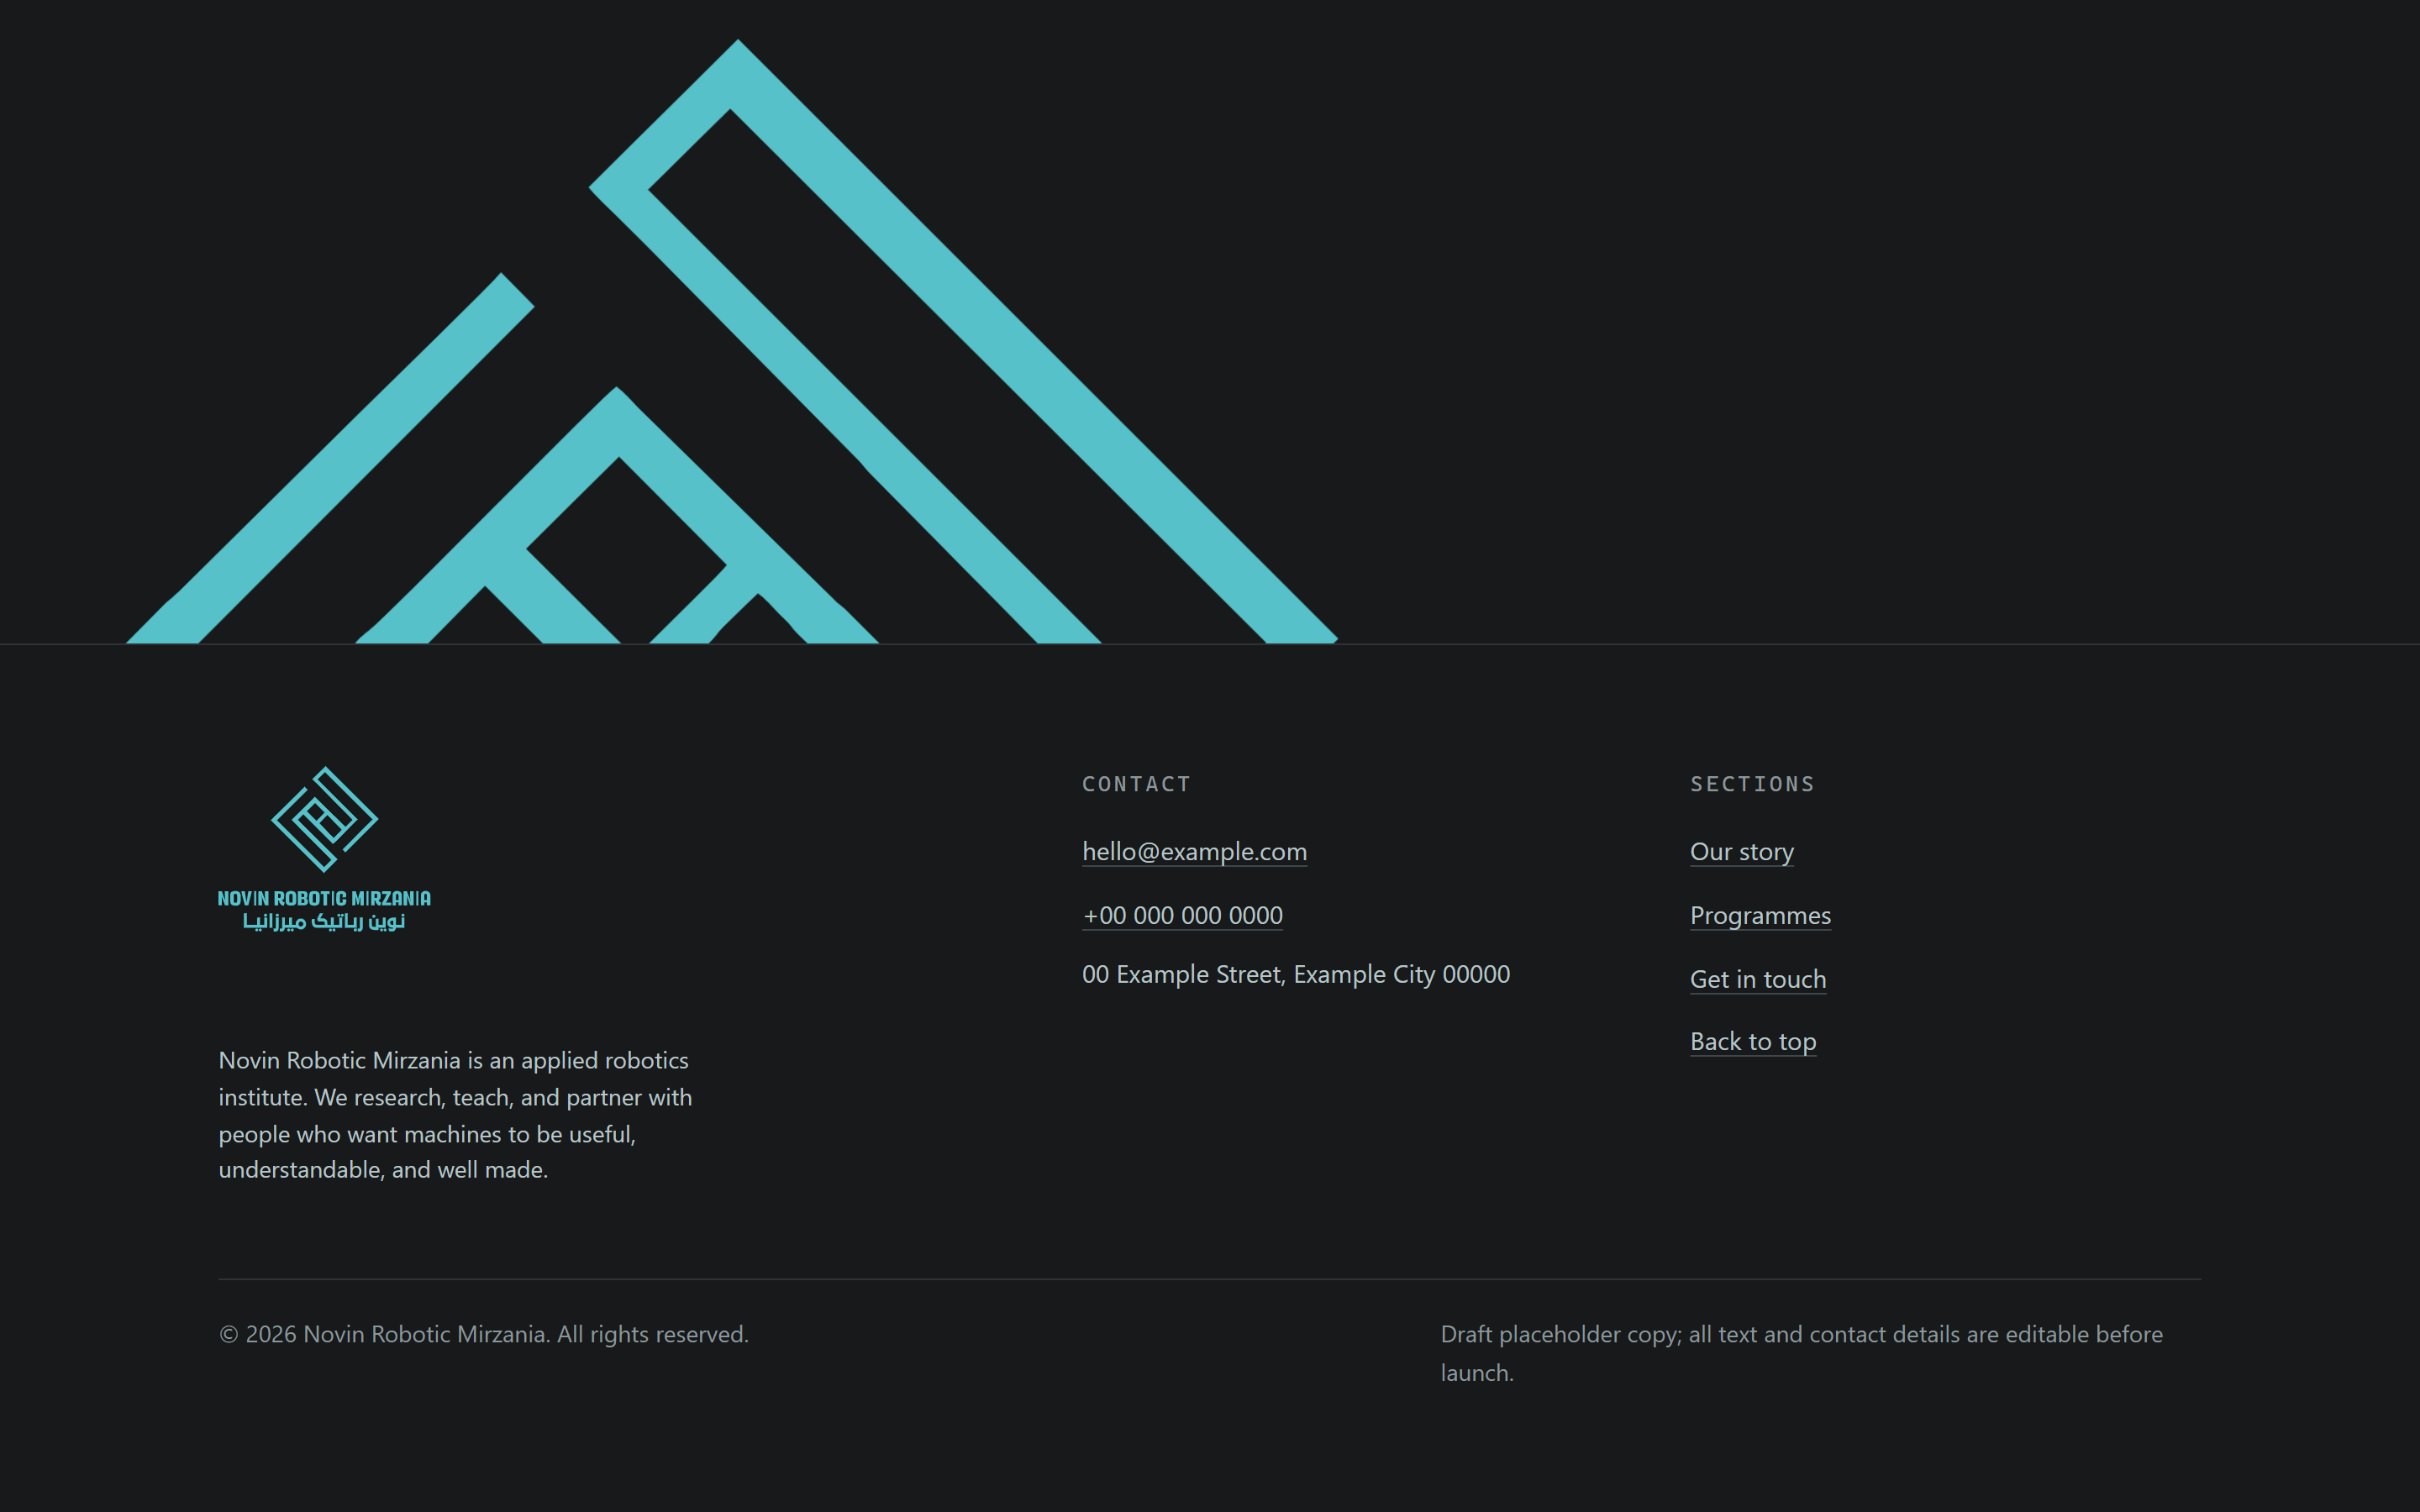 NOVIN ROBOTIC MIRZANIA
نوین رباتیک میرزانیا
Novin Robotic Mirzania is an applied robotics
institute. We research, teach, and partner with
people who want machines to be useful,
understandable, and well made.
CONTACT
hello@example.com
+00 000 000 0000
00 Example Street, Example City 00000
SECTIONS
Our story
Programmes
Get in touch
Back to top
© 2026 Novin Robotic Mirzania. All rights reserved.
Draft placeholder copy; all text and contact details are editable before
launch.